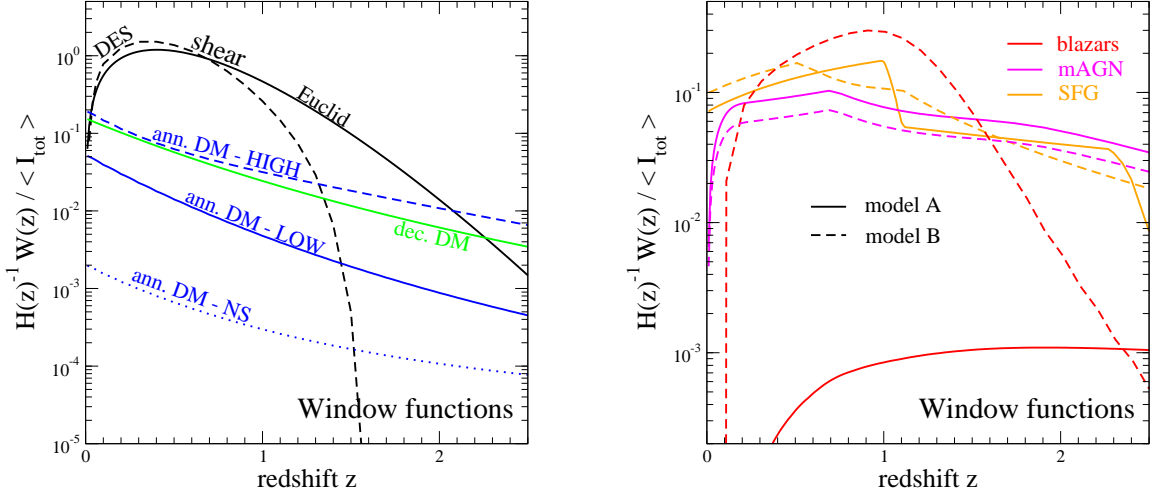 10^0
10^-1
10^-2
10^-3
10^-4
10^-5
H(z)^-1 W(z) / < I_tot >
DES
shear
Euclid
ann. DM - HIGH
dec. DM
ann. DM - LOW
ann. DM - NS
Window functions
0
1
2
redshift z
10^-1
10^-2
10^-3
H(z)^-1 W(z) / < I_tot >
blazars
mAGN
SFG
model A
model B
Window functions
0
1
2
redshift z